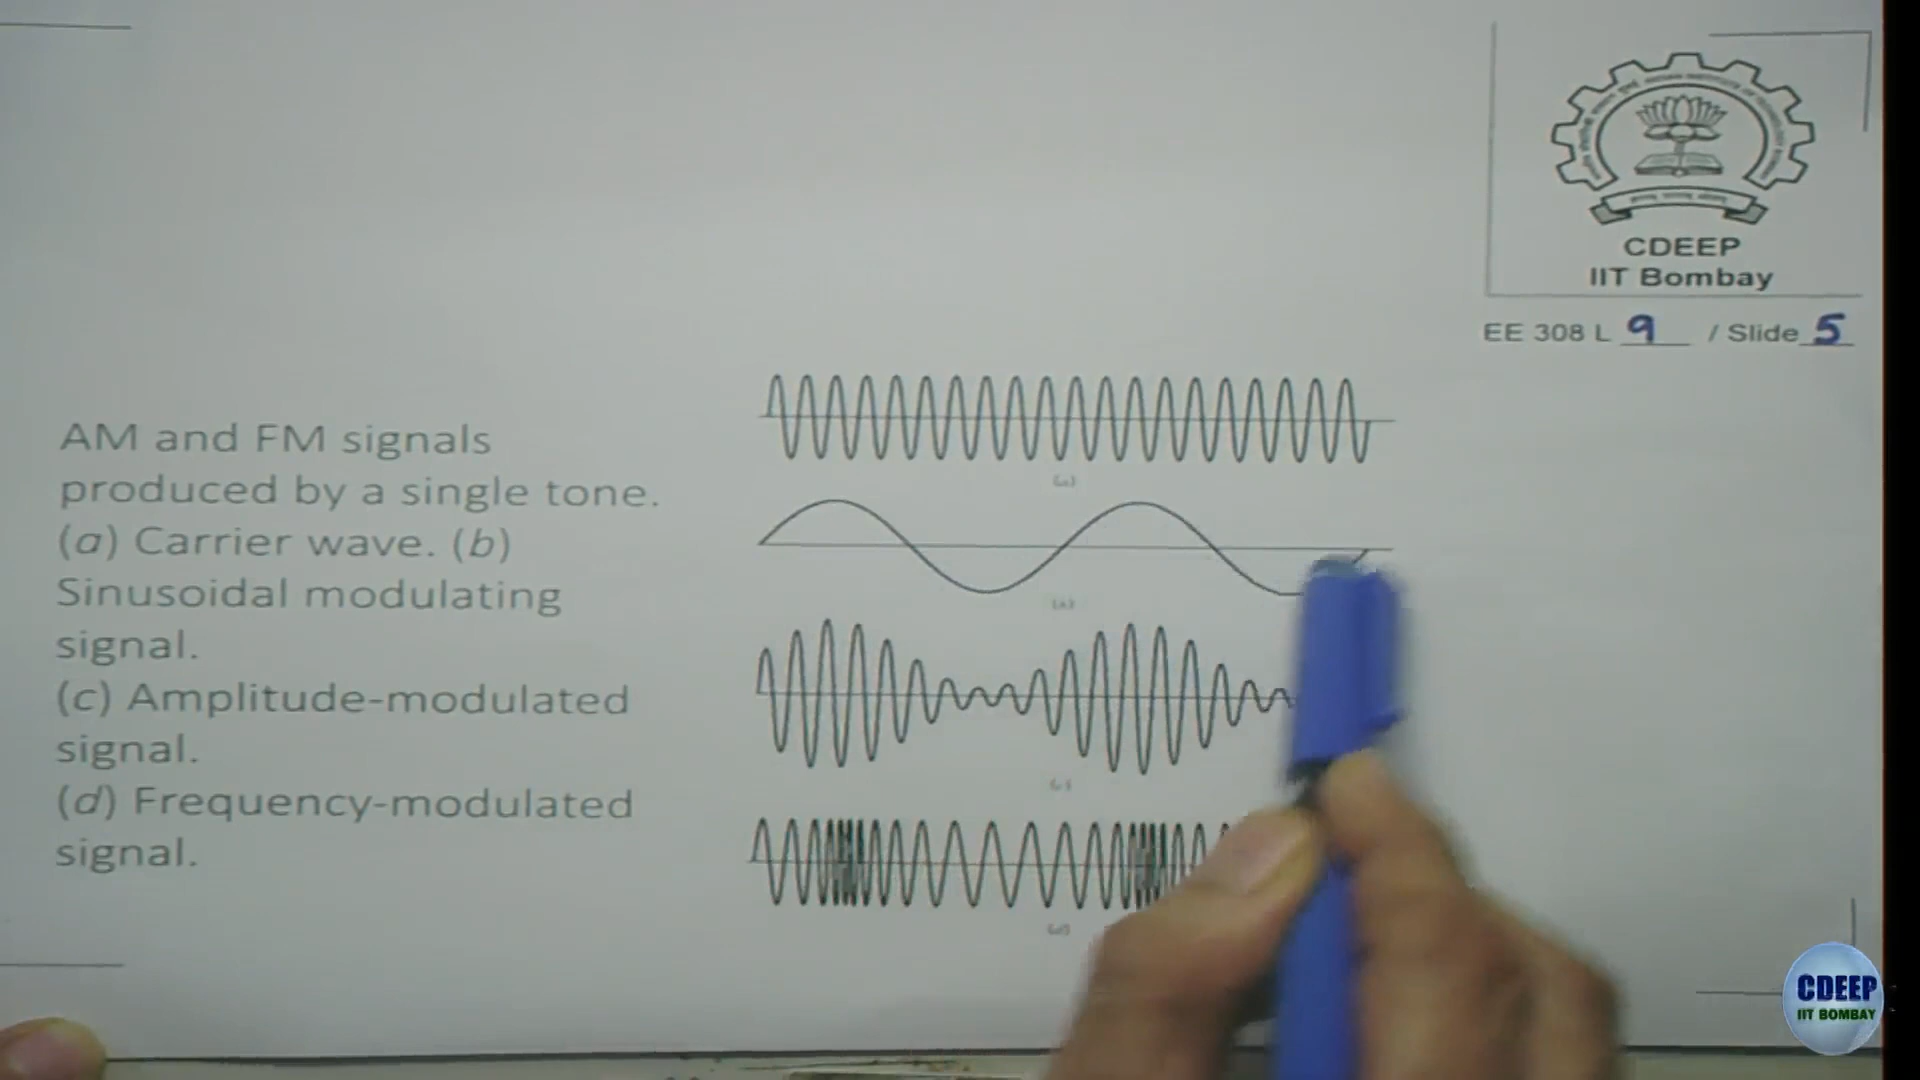 CDEEP
IIT Bombay
EE 308 L 9 / Slide 5
AM and FM signals
produced by a single tone.
(a) Carrier wave. (b)
Sinusoidal modulating
signal.
(c) Amplitude-modulated
signal.
(d) Frequency-modulated
signal.
(a)
(b)
(c)
(d)
CDEEP
IIT BOMBAY